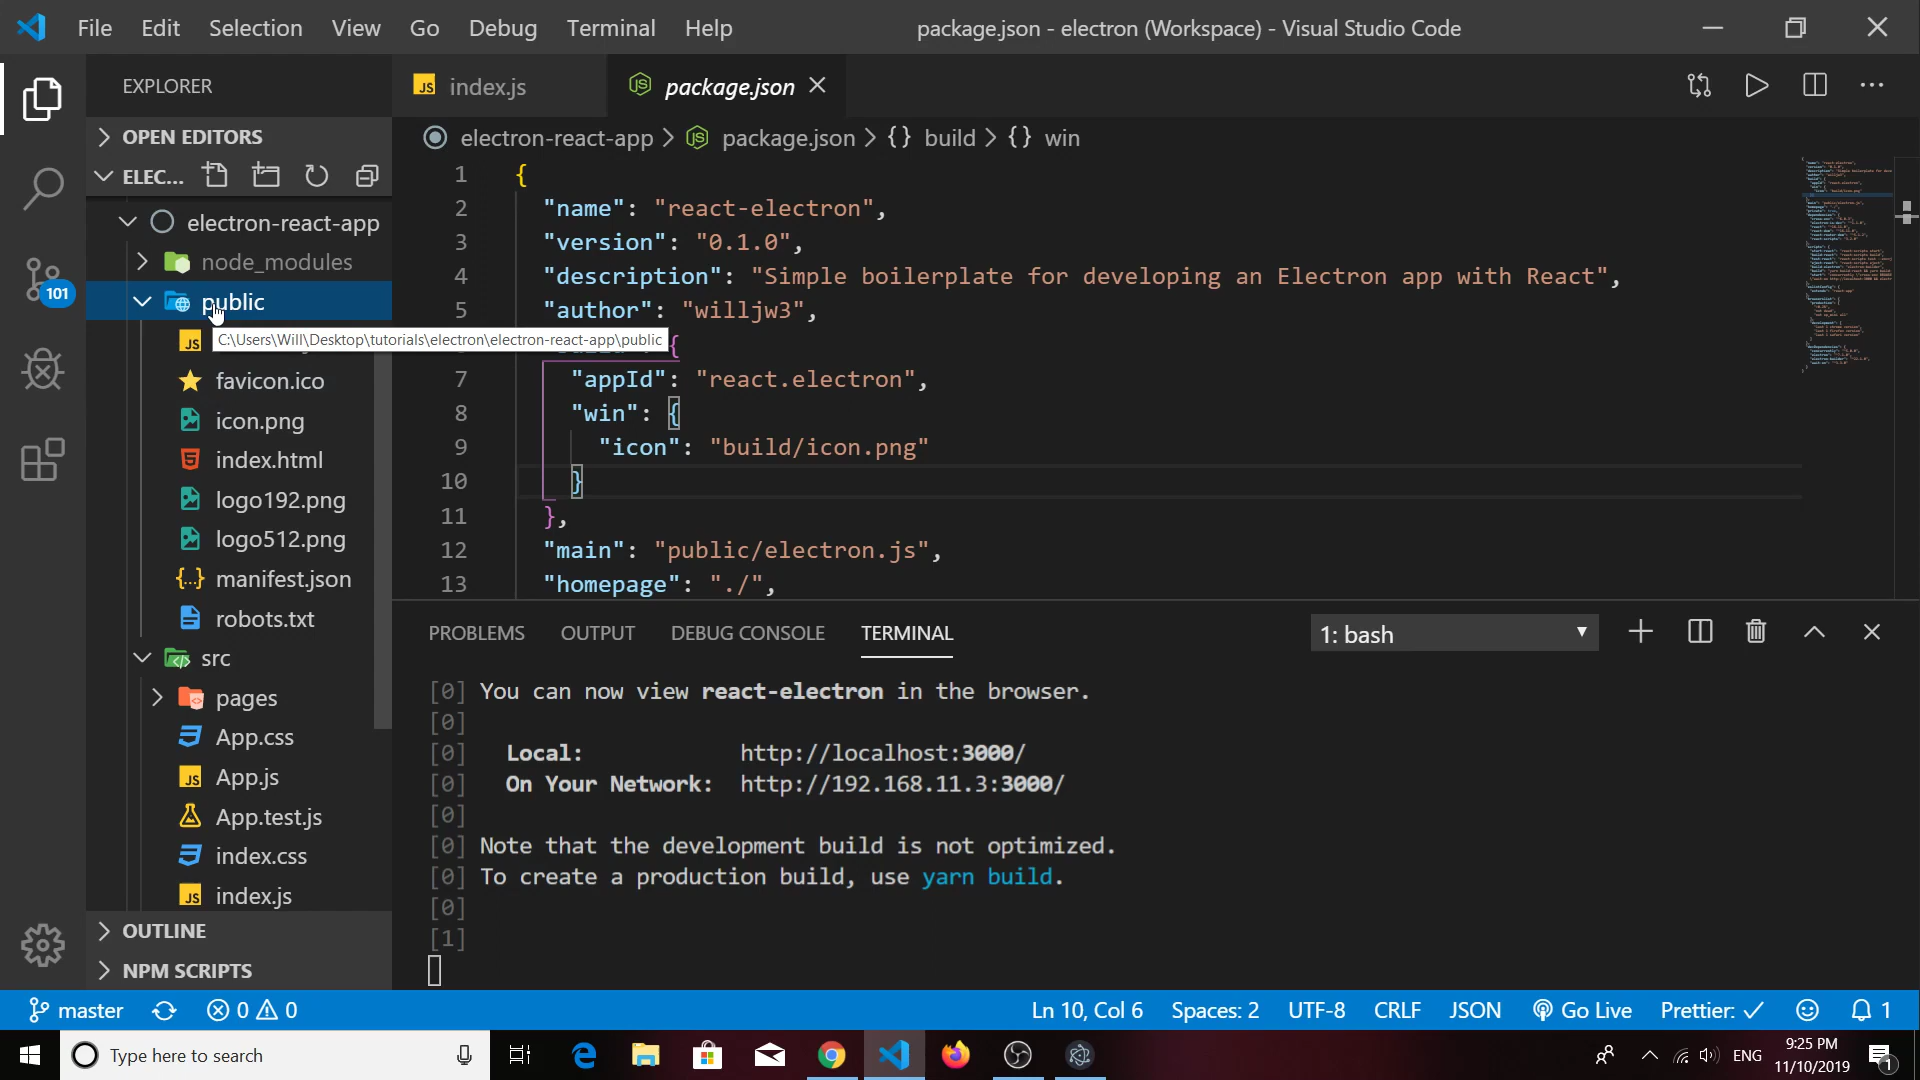 File Edit Selection View Go Debug Terminal Help package.json - electron (Workspace) - Visual Studio Code
EXPLORER
OPEN EDITORS
ELEC...
electron-react-app
node_modules
public
C:\Users\Will\Desktop\tutorials\electron\electron-react-app\public
favicon.ico
icon.png
index.html
logo192.png
logo512.png
manifest.json
robots.txt
src
pages
App.css
App.js
App.test.js
index.css
index.js
OUTLINE
NPM SCRIPTS
101
index.js package.json
electron-react-app > package.json > {} build > {} win
1 {
2 "name": "react-electron",
3 "version": "0.1.0",
4 "description": "Simple boilerplate for developing an Electron app with React",
5 "author": "willjw3",
{
7 "appId": "react.electron",
8 "win": {
9 "icon": "build/icon.png"
10 }
11 },
12 "main": "public/electron.js",
13 "homepage": "./",
PROBLEMS OUTPUT DEBUG CONSOLE TERMINAL 1: bash
[0] You can now view react-electron in the browser.
[0]
[0] Local: http://localhost:3000/
[0] On Your Network: http://192.168.11.3:3000/
[0]
[0] Note that the development build is not optimized.
[0] To create a production build, use yarn build.
[0]
[1]
master 0 0 Ln 10, Col 6 Spaces: 2 UTF-8 CRLF JSON Go Live Prettier: ✓ 1
Type here to search ENG 9:25 PM
11/10/2019 1